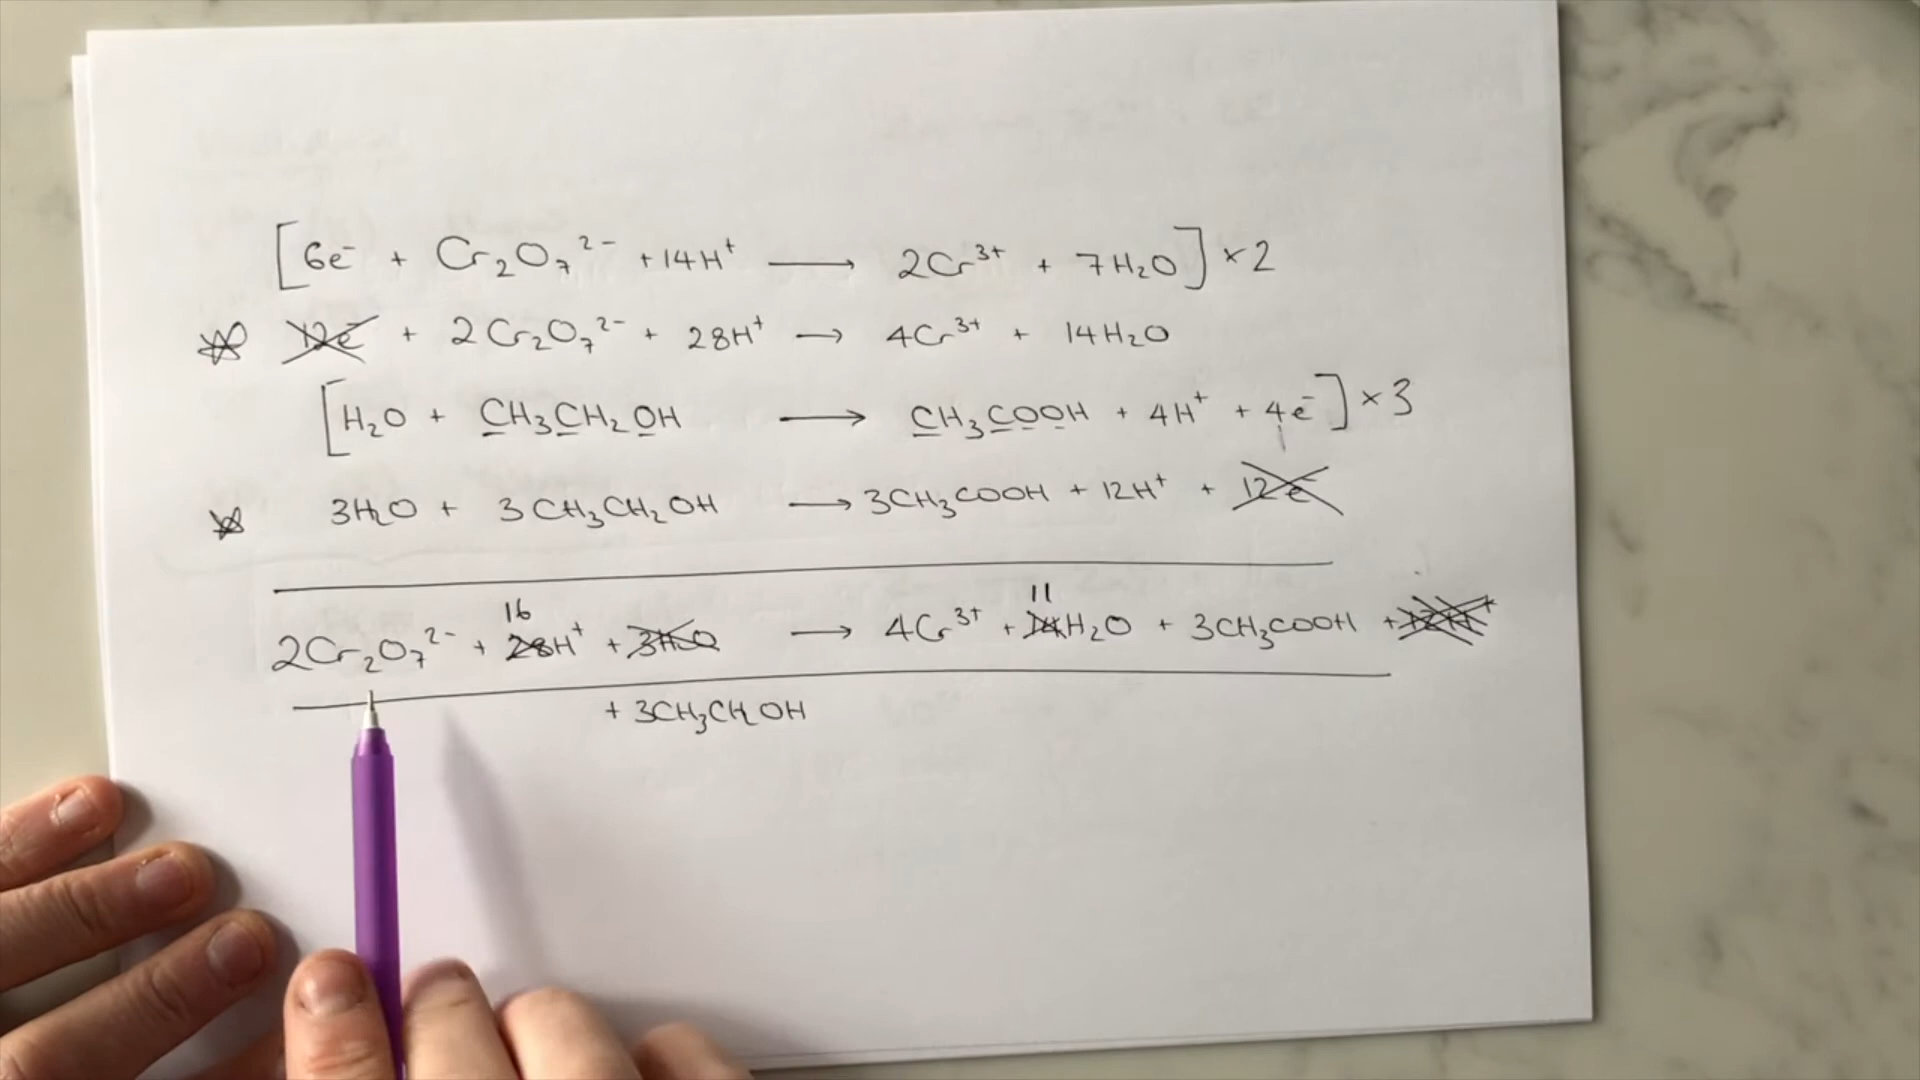 [6e⁻ + Cr₂O₇²⁻ + 14H⁺ ⟶ 2Cr³⁺ + 7H₂O] × 2
12e⁻ + 2Cr₂O₇²⁻ + 28H⁺ → 4Cr³⁺ + 14H₂O
[H₂O + CH₃CH₂OH ⟶ CH₃COOH + 4H⁺ + 4e⁻] × 3
3H₂O + 3CH₃CH₂OH ⟶ 3CH₃COOH + 12H⁺ + 12e⁻
16 11
2Cr₂O₇²⁻ + 28H⁺ + 3H₂O ⟶ 4Cr³⁺ + 14H₂O + 3CH₃COOH + 12H⁺
+ 3CH₃CH₂OH